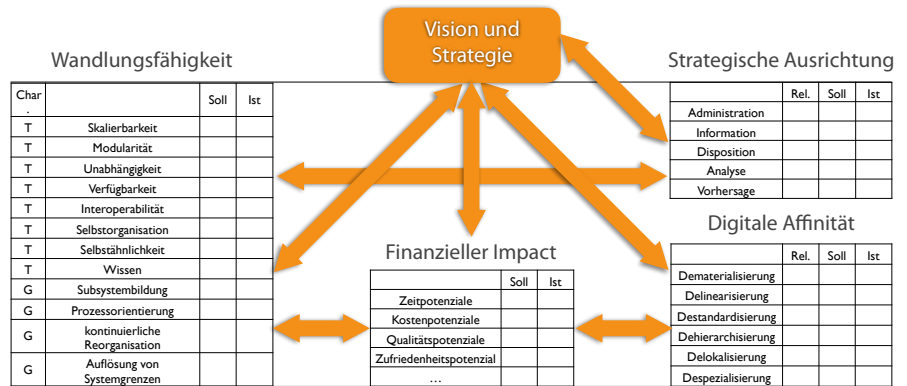 Vision und
Strategie
Wandlungsfähigkeit
Char
.
Soll Ist
T Skalierbarkeit
T Modularität
T Unabhängigkeit
T Verfügbarkeit
T Interoperabilität
T Selbstorganisation
T Selbstähnlichkeit
T Wissen
G Subsystembildung
G Prozessorientierung
G kontinuierliche
Reorganisation
G Auflösung von
Systemgrenzen
Finanzieller Impact
Soll Ist
Zeitpotenziale
Kostenpotenziale
Qualitätspotenziale
Zufriedenheitspotenzial
…
Strategische Ausrichtung
Rel. Soll Ist
Administration
Information
Disposition
Analyse
Vorhersage
Digitale Affinität
Rel. Soll Ist
Dematerialisierung
Delinearisierung
Destandardisierung
Dehierarchisierung
Delokalisierung
Despezialisierung